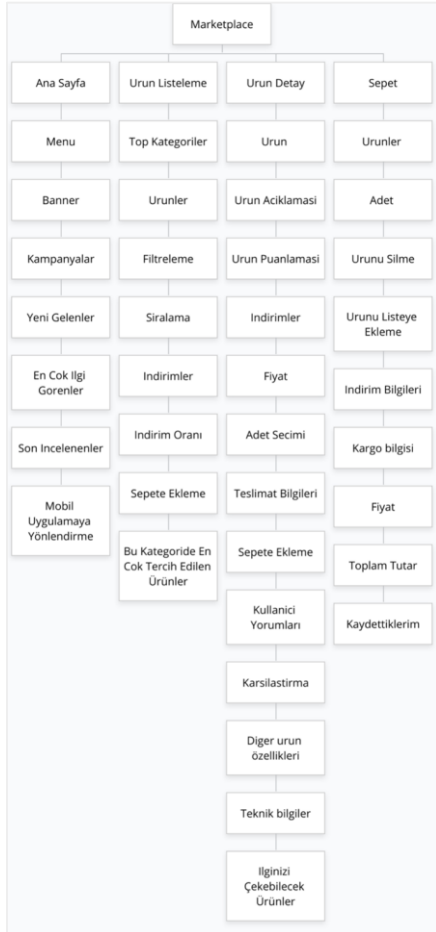 Marketplace
Ana Sayfa
Menu
Banner
Kampanyalar
Yeni Gelenler
En Cok Ilgi
Gorenler
Son Incelenenler
Mobil
Uygulamaya
Yönlendirme
Urun Listeleme
Top Kategoriler
Urunler
Filtreleme
Siralama
Indirimler
Indirim Oranı
Sepete Ekleme
Bu Kategoride En
Cok Tercih Edilen
Ürünler
Urun Detay
Urun
Urun Aciklamasi
Urun Puanlamasi
Indirimler
Fiyat
Adet Secimi
Teslimat Bilgileri
Sepete Ekleme
Kullanici
Yorumları
Karsilastirma
Diger urun
özellikleri
Teknik bilgiler
Ilginizi
Çekebilecek
Ürünler
Sepet
Urunler
Adet
Urunu Silme
Urunu Listeye
Ekleme
Indirim Bilgileri
Kargo bilgisi
Fiyat
Toplam Tutar
Kaydettiklerim